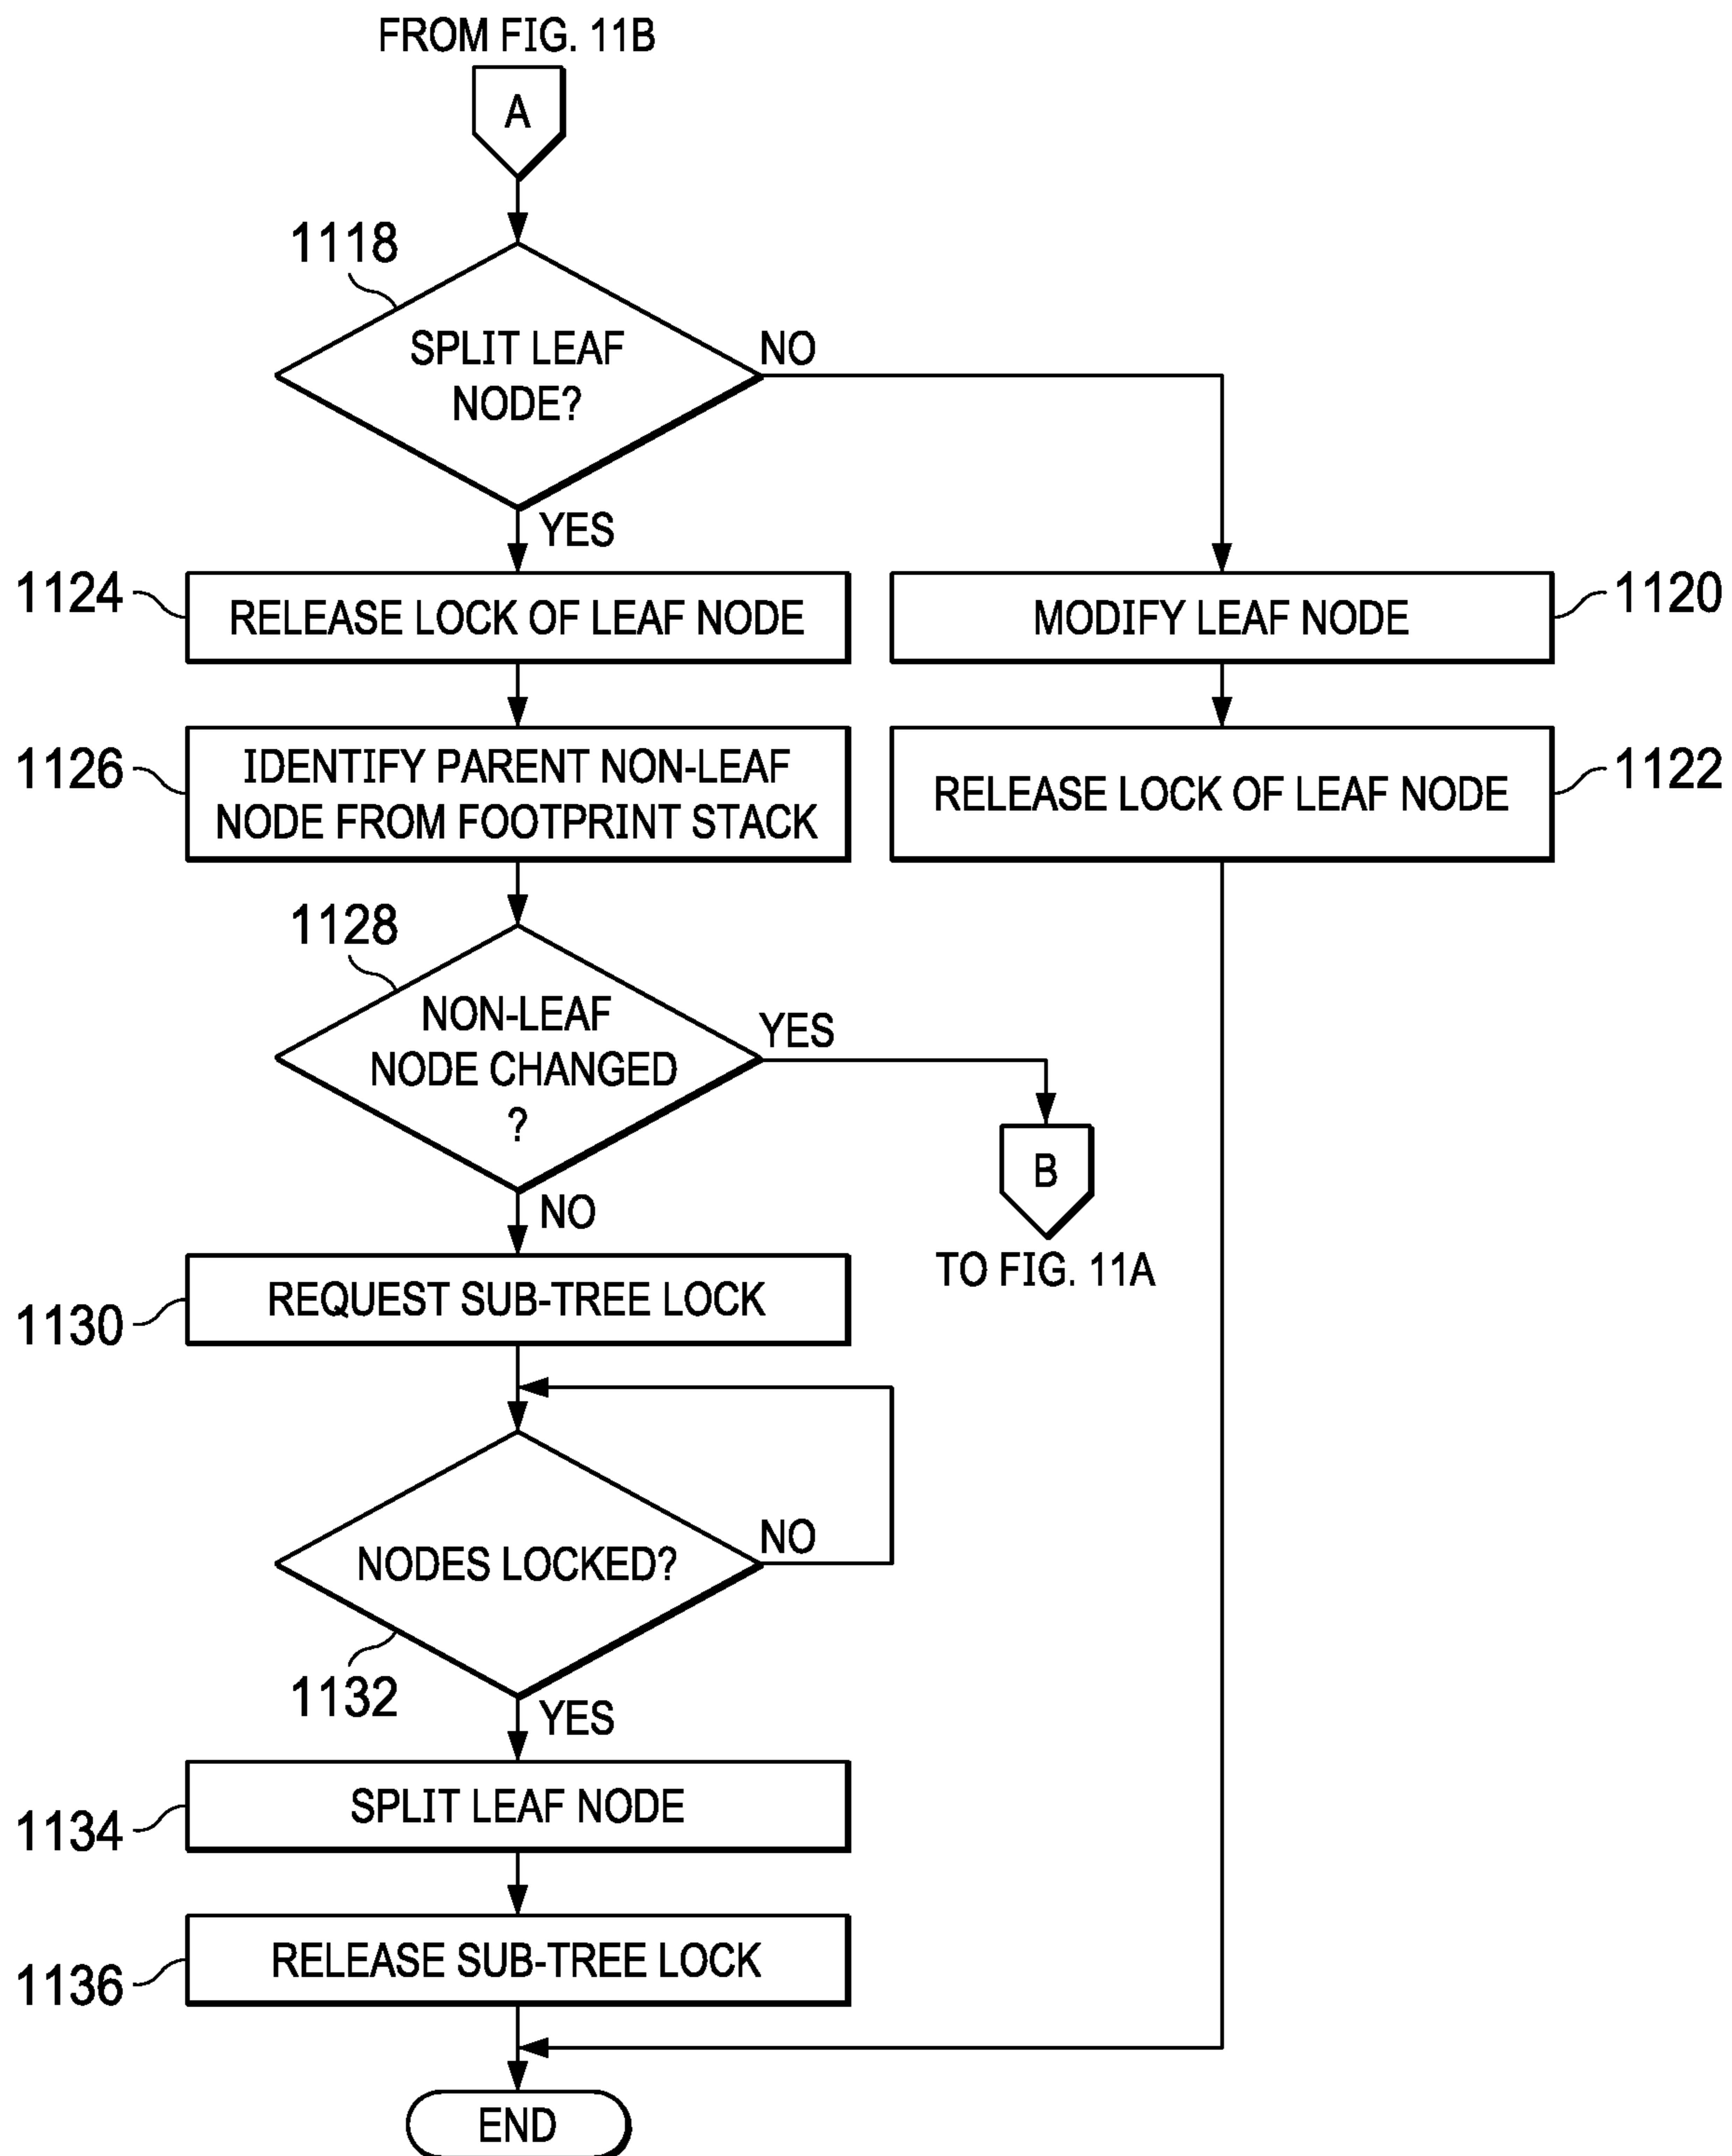 FROM FIG. 11B
A
1118
SPLIT LEAF
NODE?
NO
YES
1124
RELEASE LOCK OF LEAF NODE
MODIFY LEAF NODE
1120
1126
IDENTIFY PARENT NON-LEAF
NODE FROM FOOTPRINT STACK
RELEASE LOCK OF LEAF NODE
1122
1128
NON-LEAF
NODE CHANGED
?
YES
B
TO FIG. 11A
NO
1130
REQUEST SUB-TREE LOCK
NODES LOCKED?
NO
1132
YES
1134
SPLIT LEAF NODE
1136
RELEASE SUB-TREE LOCK
END